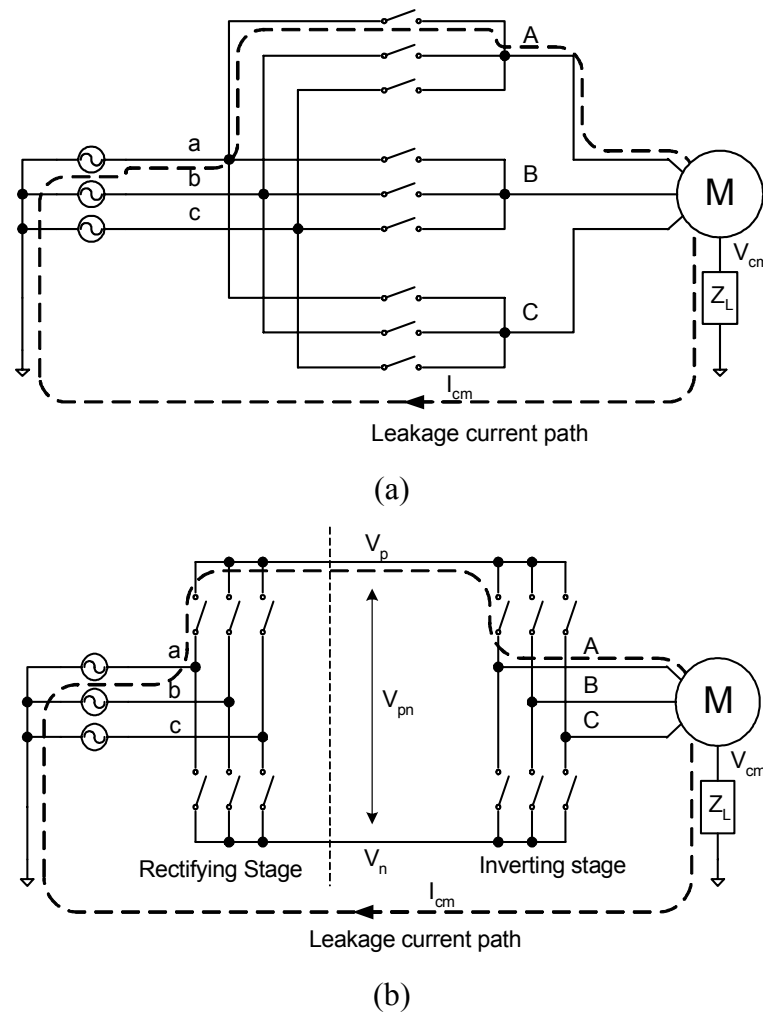 A
a
b
B
c
M
V_cm
Z_L
C
I_cm
Leakage current path
(a)
V_p
a
A
b
V_pn
B
M
c
C
V_cm
Z_L
V_n
Rectifying Stage
Inverting stage
I_cm
Leakage current path
(b)